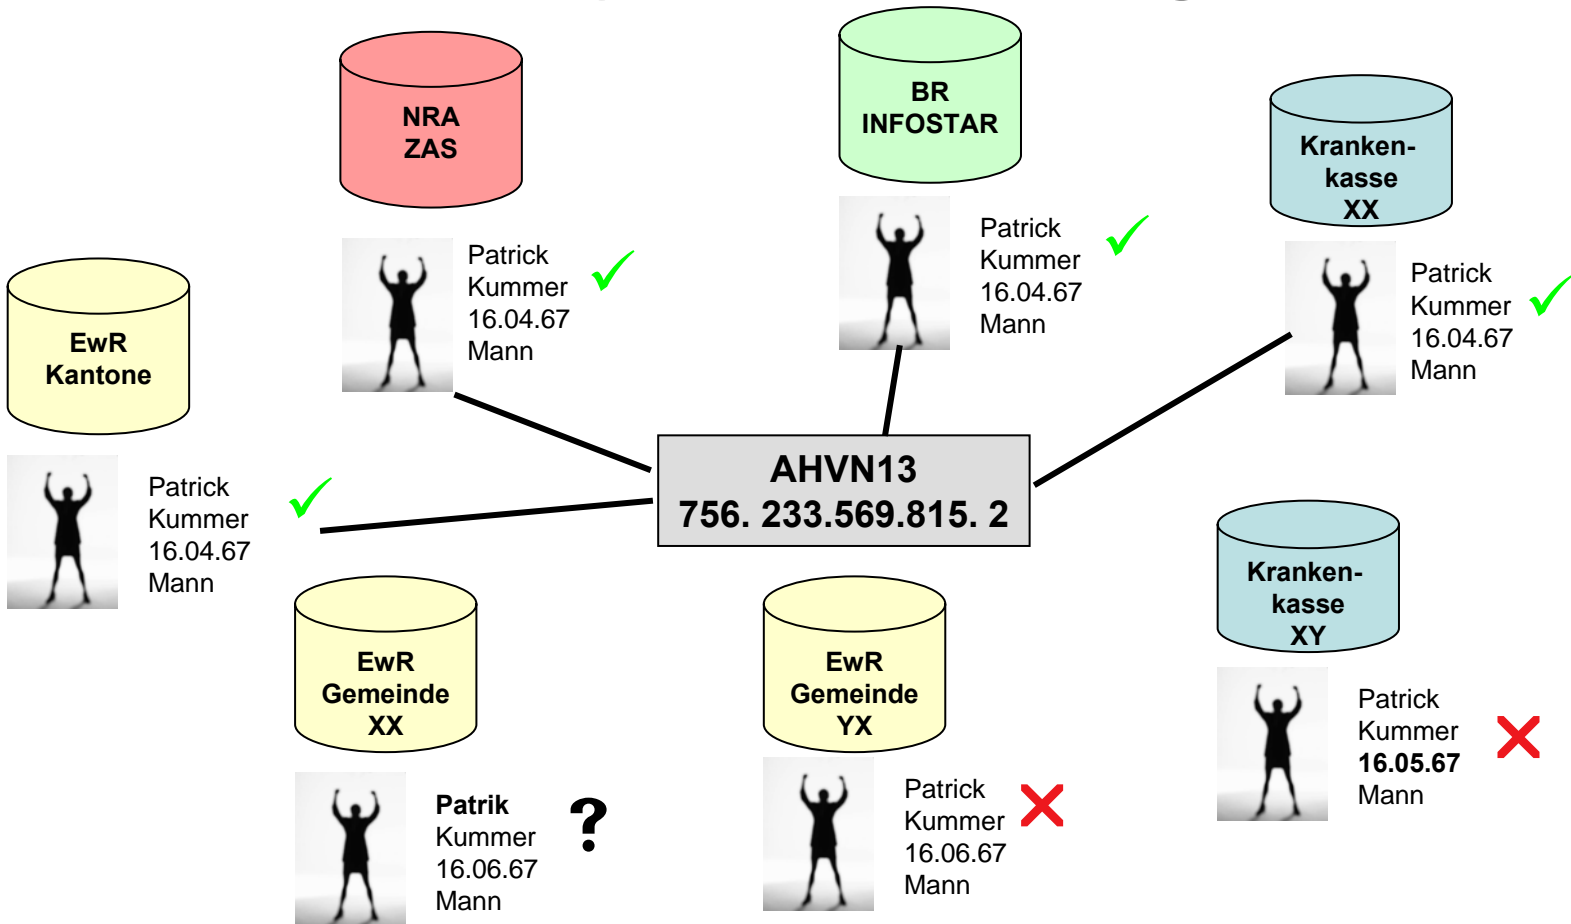 NRA
ZAS
BR
INFOSTAR
Kranken-
kasse
XX
Patrick
Kummer
16.04.67
Mann
Patrick
Kummer
16.04.67
Mann
Patrick
Kummer
16.04.67
Mann
EwR
Kantone
Patrick
Kummer
16.04.67
Mann
AHVN13
756. 233.569.815. 2
EwR
Gemeinde
XX
Patrik
Kummer
16.06.67
Mann
?
EwR
Gemeinde
YX
Patrick
Kummer
16.06.67
Mann
Kranken-
kasse
XY
Patrick
Kummer
16.05.67
Mann